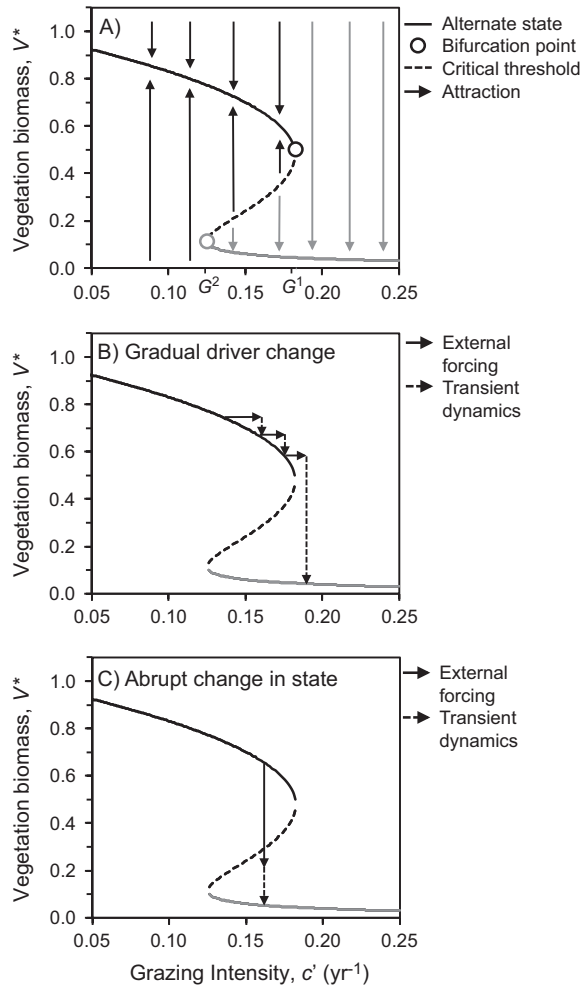 A)
Alternate state
Bifurcation point
Critical threshold
Attraction
Vegetation biomass, V*
1.0
0.8
0.6
0.4
0.2
0.0
0.05
0.10
G²
0.15
G¹
0.20
0.25
B) Gradual driver change
External
forcing
Transient
dynamics
Vegetation biomass, V*
1.0
0.8
0.6
0.4
0.2
0.0
0.05
0.10
0.15
0.20
0.25
C) Abrupt change in state
External
forcing
Transient
dynamics
Vegetation biomass, V*
1.0
0.8
0.6
0.4
0.2
0.0
0.05
0.10
0.15
0.20
0.25
Grazing Intensity, c' (yr⁻¹)